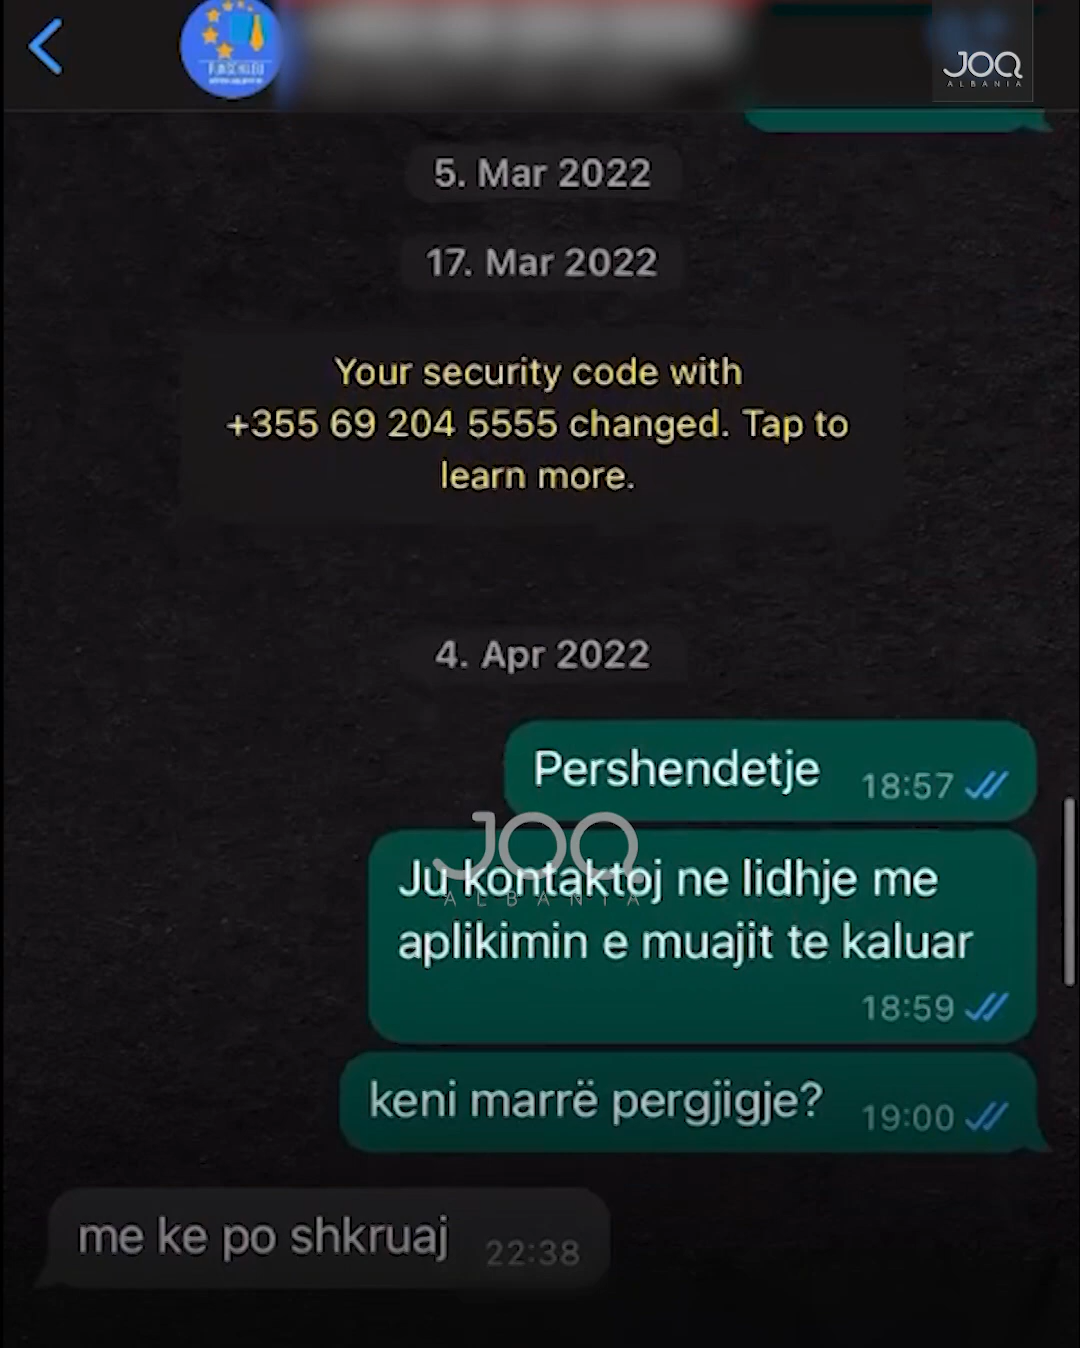 JOQ
ALBANIA
5. Mar 2022
17. Mar 2022
Your security code with
+355 69 204 5555 changed. Tap to
learn more.
4. Apr 2022
Pershendetje 18:57
JOQ
ALBANIA
Ju kontaktoj ne lidhje me
aplikimin e muajit te kaluar
18:59
keni marrë pergjigje? 19:00
me ke po shkruaj 22:38